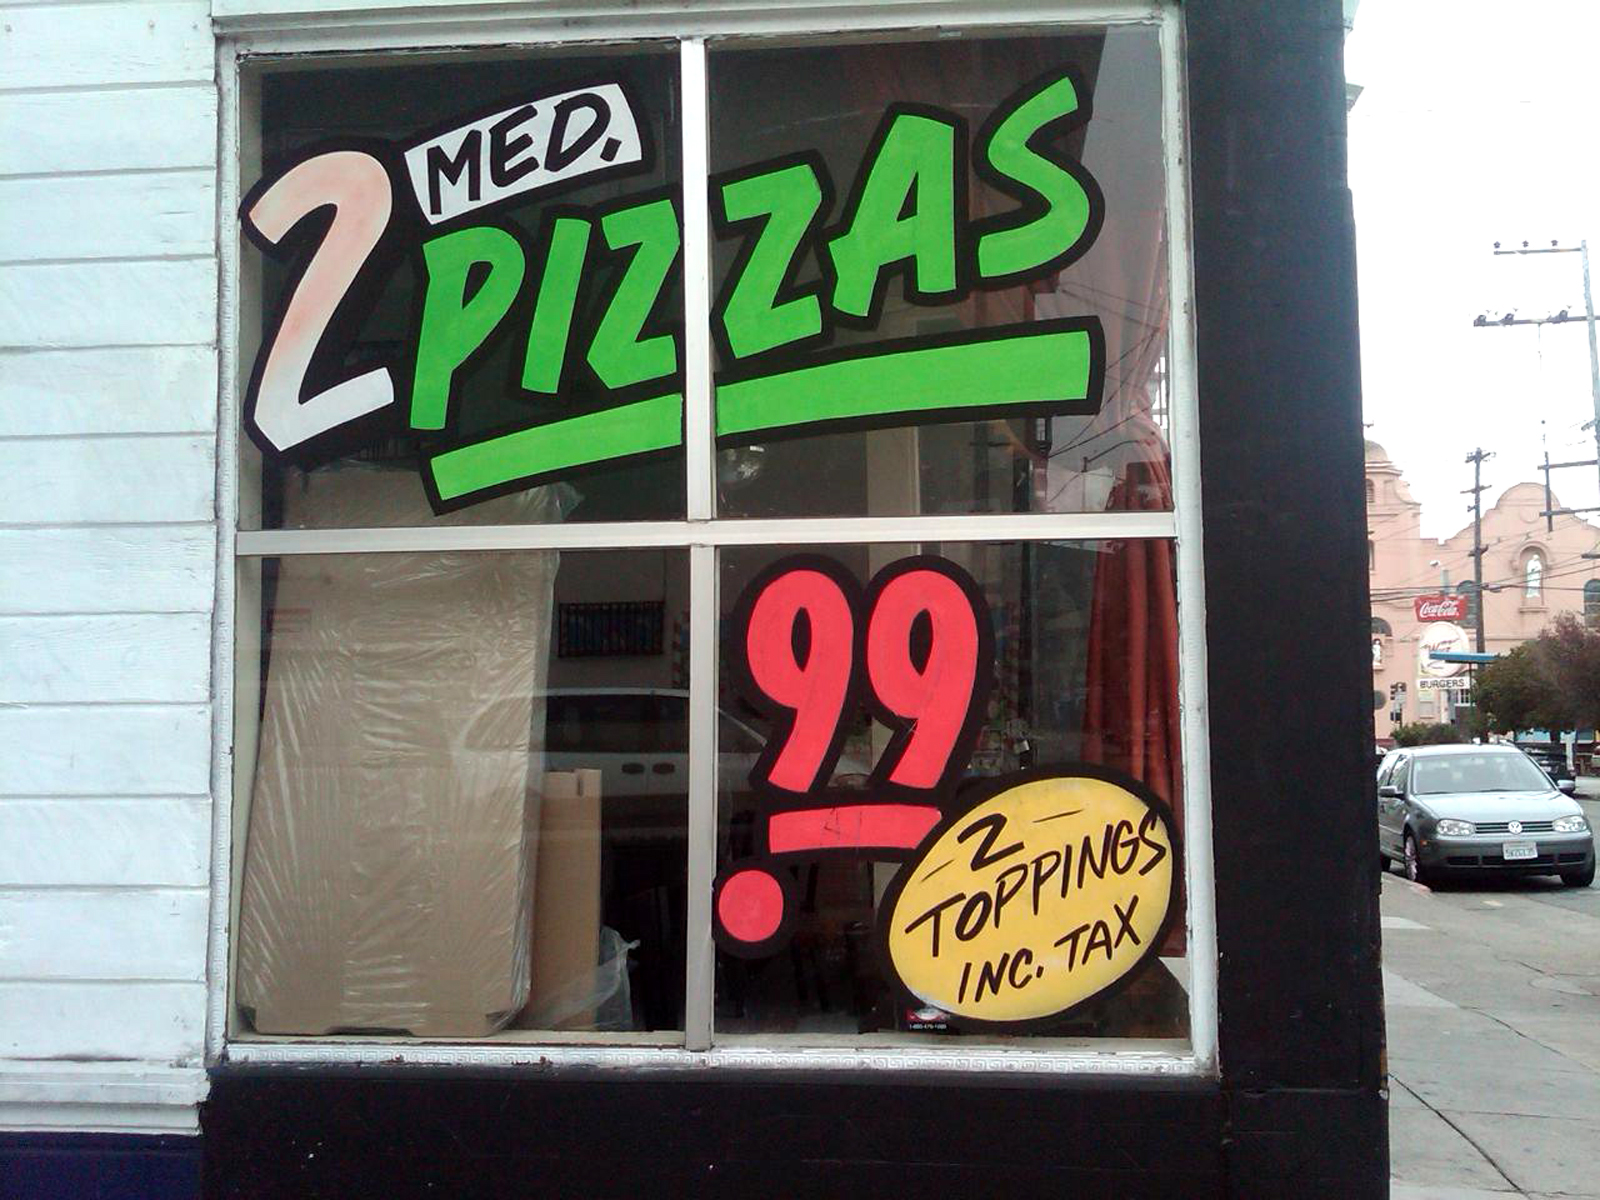 2 MED.
PIZZAS
.99
2
TOPPINGS
INC. TAX
Coca-Cola
BURGERS